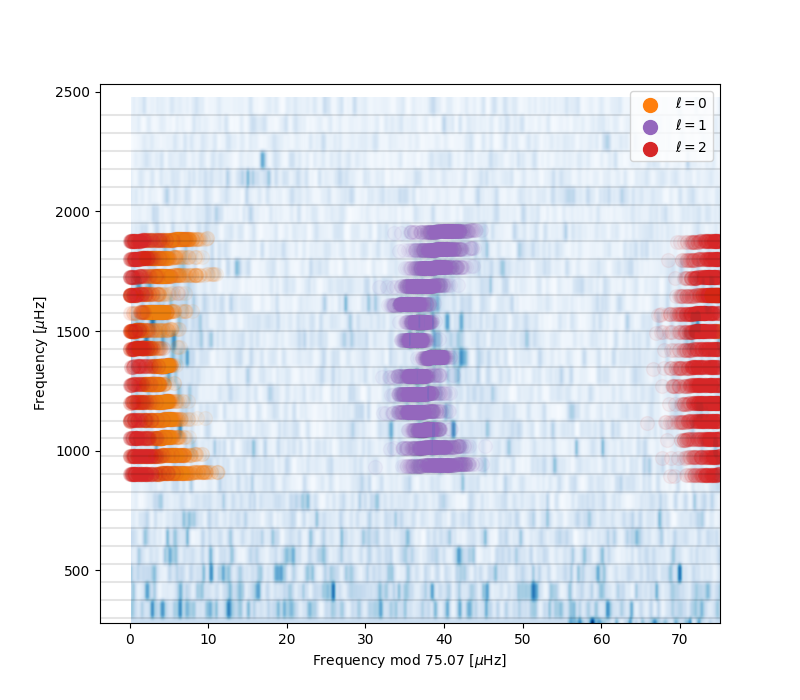 2500
2000
1500
1000
500
Frequency [μHz]
ℓ = 0
ℓ = 1
ℓ = 2
0 10 20 30 40 50 60 70
Frequency mod 75.07 [μHz]